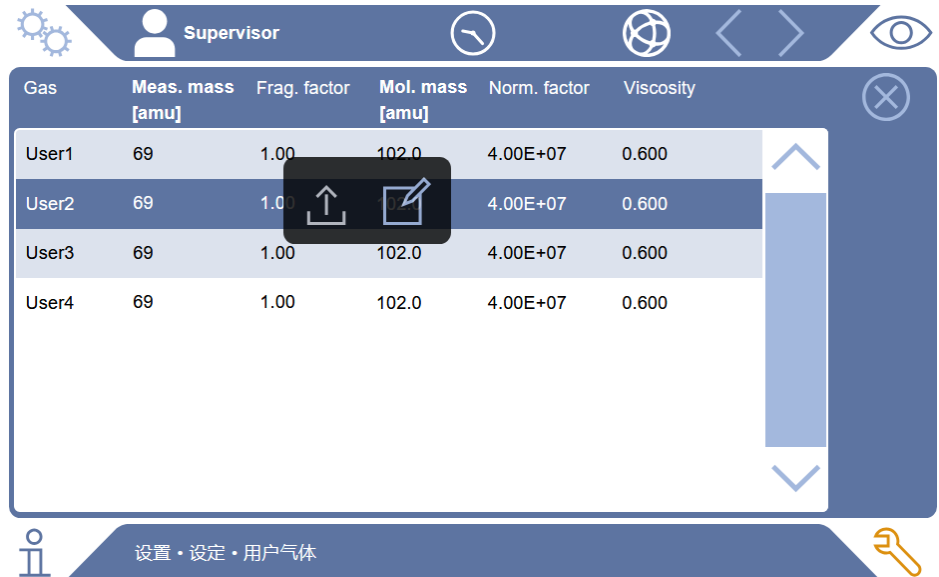 Supervisor
Gas Meas. mass [amu] Frag. factor Mol. mass [amu] Norm. factor Viscosity
User1 69 1.00 102.0 4.00E+07 0.600
User2 69 1.00 102.0 4.00E+07 0.600
User3 69 1.00 102.0 4.00E+07 0.600
User4 69 1.00 102.0 4.00E+07 0.600
设置 • 设定 • 用户气体